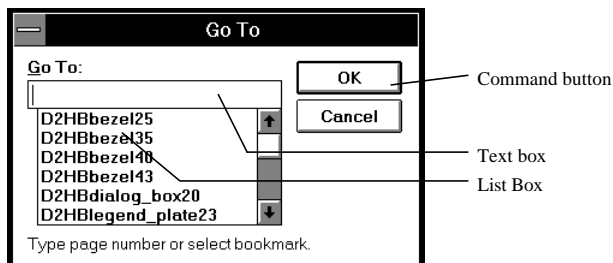 Go To
Go To:
OK
Command button
D2HBbezel25
Cancel
D2HBbezel35
D2HBbezel40
Text box
D2HBbezel43
List Box
D2HBdialog_box20
D2HBlegend_plate23
Type page number or select bookmark.